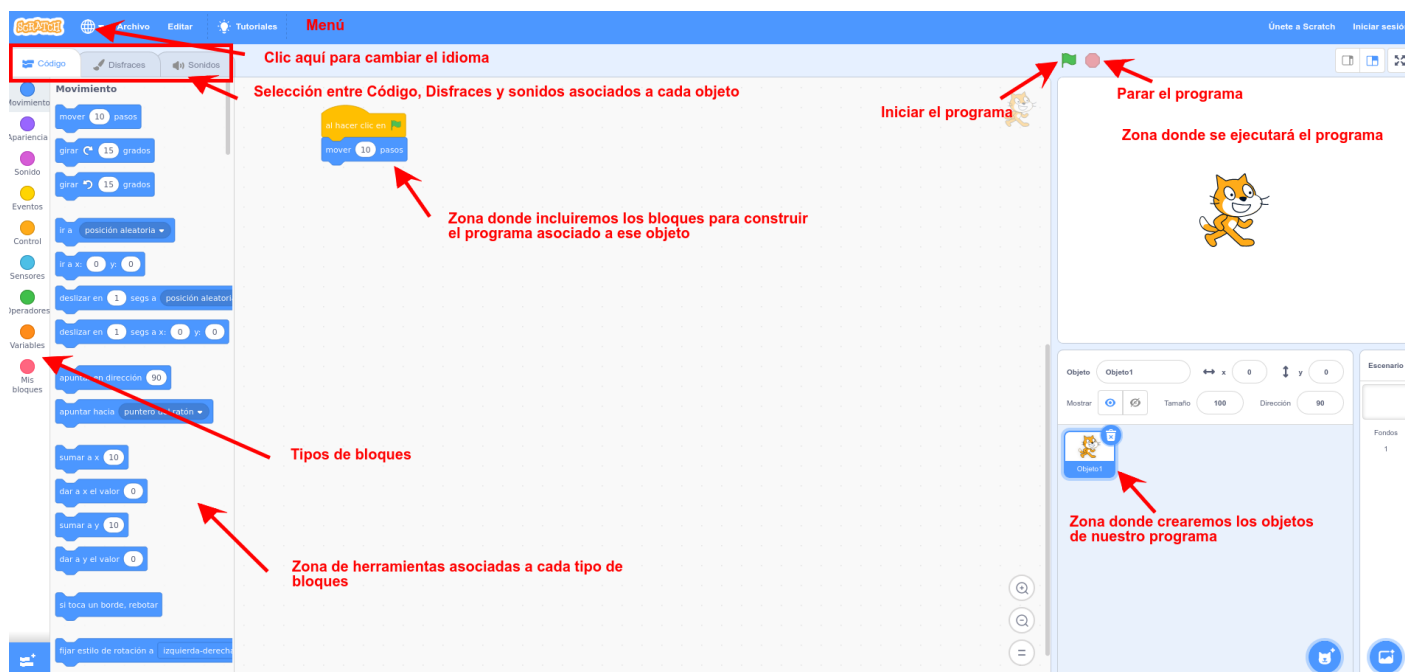 SCRATCH
Archivo
Editar
Tutoriales
Menú
Únete a Scratch
Iniciar sesión
Código
Disfraces
Sonidos
Clic aquí para cambiar el idioma
Selección entre Código, Disfraces y sonidos asociados a cada objeto
Iniciar el programa
Parar el programa
Zona donde se ejecutará el programa
Movimiento
Apariencia
Sonido
Eventos
Control
Sensores
Operadores
Variables
Mis
bloques
Movimiento
mover 10 pasos
girar 15 grados
girar 15 grados
ir a posición aleatoria
ir a x: 0 y: 0
deslizar en 1 segs a posición aleatori
deslizar en 1 segs a x: 0 y: 0
apuntar en dirección 90
apuntar hacia puntero del ratón
sumar a x 10
dar a x el valor 0
sumar a y 10
dar a y el valor 0
si toca un borde, rebotar
fijar estilo de rotación a izquierda-derech
al hacer clic en
mover 10 pasos
Zona donde incluiremos los bloques para construir
el programa asociado a ese objeto
Tipos de bloques
Zona de herramientas asociadas a cada tipo de
bloques
Objeto Objeto1 x 0 y 0
Mostrar Tamaño 100 Dirección 90
Objeto1
Zona donde crearemos los objetos
de nuestro programa
Escenario
Fondos
1